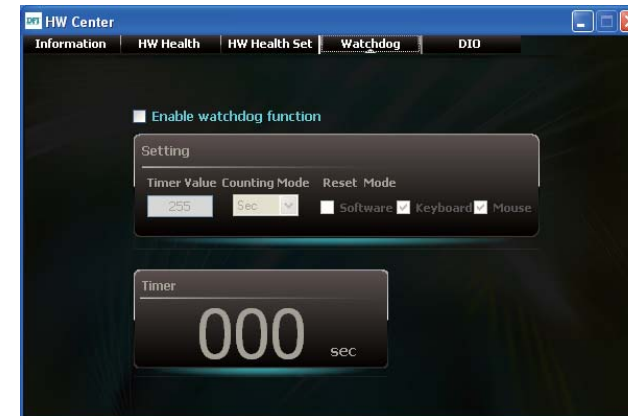 DFI HW Center
Information HW Health HW Health Set Watchdog DIO
Enable watchdog function
Setting
Timer Value Counting Mode Reset Mode
255 Sec Software Keyboard Mouse
Timer
000 sec